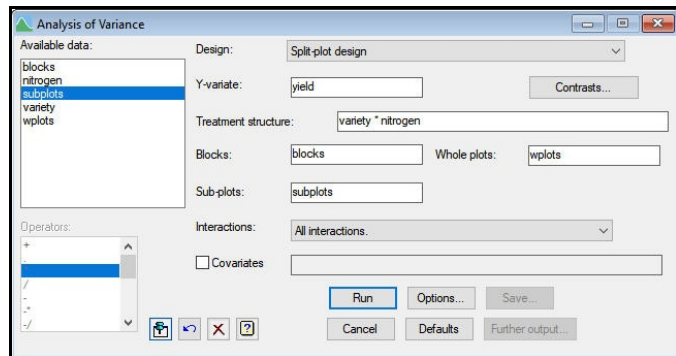 Analysis of Variance
Available data:
blocks
nitrogen
subplots
variety
wplots
Design:
Split-plot design
Y-variate:
yield
Contrasts...
Treatment structure:
variety * nitrogen
Blocks:
blocks
Whole plots:
wplots
Sub-plots:
subplots
Operators:
+
.
*
/
-
-*
-/
Interactions:
All interactions.
Covariates
Run
Options...
Save...
Cancel
Defaults
Further output...